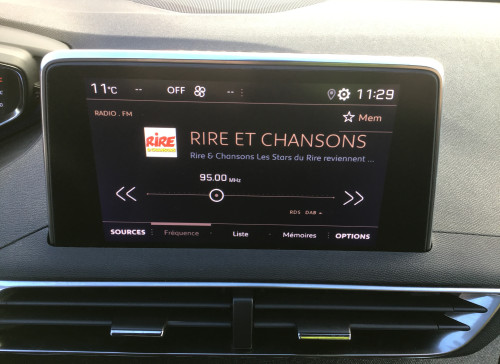 11°C -- OFF -- 11:29
RADIO . FM
Mem
RiRE
RIRE ET CHANSONS
Rire & Chansons Les Stars du Rire reviennent ...
95.00 MHz
RDS DAB
SOURCES Fréquence Liste Mémoires OPTIONS